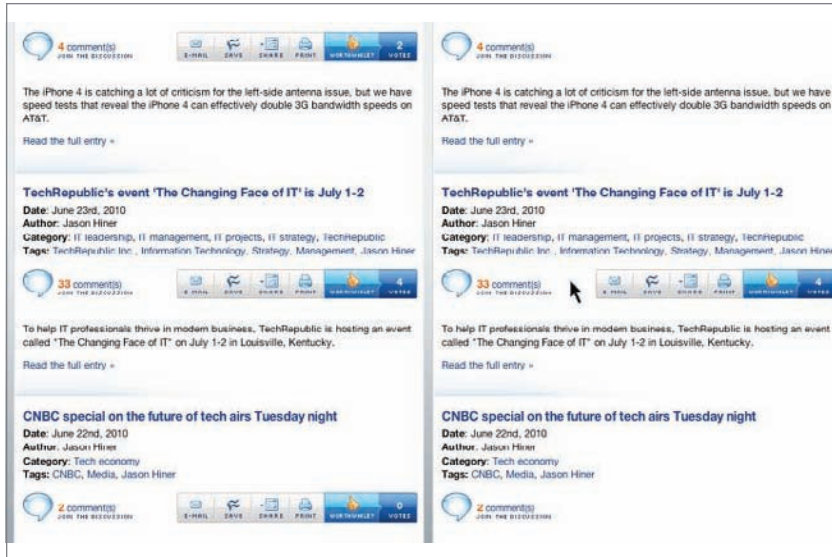 4 comment(s)
JOIN THE DISCUSSION
E-MAIL SAVE SHARE PRINT WORTHWHILE? 2 VOTES
The iPhone 4 is catching a lot of criticism for the left-side antenna issue, but we have
speed tests that reveal the iPhone 4 can effectively double 3G bandwidth speeds on
AT&T.
Read the full entry »
TechRepublic's event 'The Changing Face of IT' is July 1-2
Date: June 23rd, 2010
Author: Jason Hiner
Category: IT leadership, IT management, IT projects, IT strategy, TechRepublic
Tags: TechRepublic Inc., Information Technology, Strategy, Management, Jason Hiner
33 comment(s)
JOIN THE DISCUSSION
E-MAIL SAVE SHARE PRINT WORTHWHILE? 4 VOTES
To help IT professionals thrive in modern business, TechRepublic is hosting an event
called "The Changing Face of IT" on July 1-2 in Louisville, Kentucky.
Read the full entry »
CNBC special on the future of tech airs Tuesday night
Date: June 22nd, 2010
Author: Jason Hiner
Category: Tech economy
Tags: CNBC, Media, Jason Hiner
2 comment(s)
JOIN THE DISCUSSION
E-MAIL SAVE SHARE PRINT WORTHWHILE? 0 VOTES
4 comment(s)
JOIN THE DISCUSSION
The iPhone 4 is catching a lot of criticism for the left-side antenna issue, but we have
speed tests that reveal the iPhone 4 can effectively double 3G bandwidth speeds on
AT&T.
Read the full entry »
TechRepublic's event 'The Changing Face of IT' is July 1-2
Date: June 23rd, 2010
Author: Jason Hiner
Category: IT leadership, IT management, IT projects, IT strategy, TechRepublic
Tags: TechRepublic Inc., Information Technology, Strategy, Management, Jason Hiner
33 comment(s)
JOIN THE DISCUSSION
E-MAIL SAVE SHARE PRINT WORTHWHILE? 4 VOTES
To help IT professionals thrive in modern business, TechRepublic is hosting an event
called "The Changing Face of IT" on July 1-2 in Louisville, Kentucky.
Read the full entry »
CNBC special on the future of tech airs Tuesday night
Date: June 22nd, 2010
Author: Jason Hiner
Category: Tech economy
Tags: CNBC, Media, Jason Hiner
2 comment(s)
JOIN THE DISCUSSION